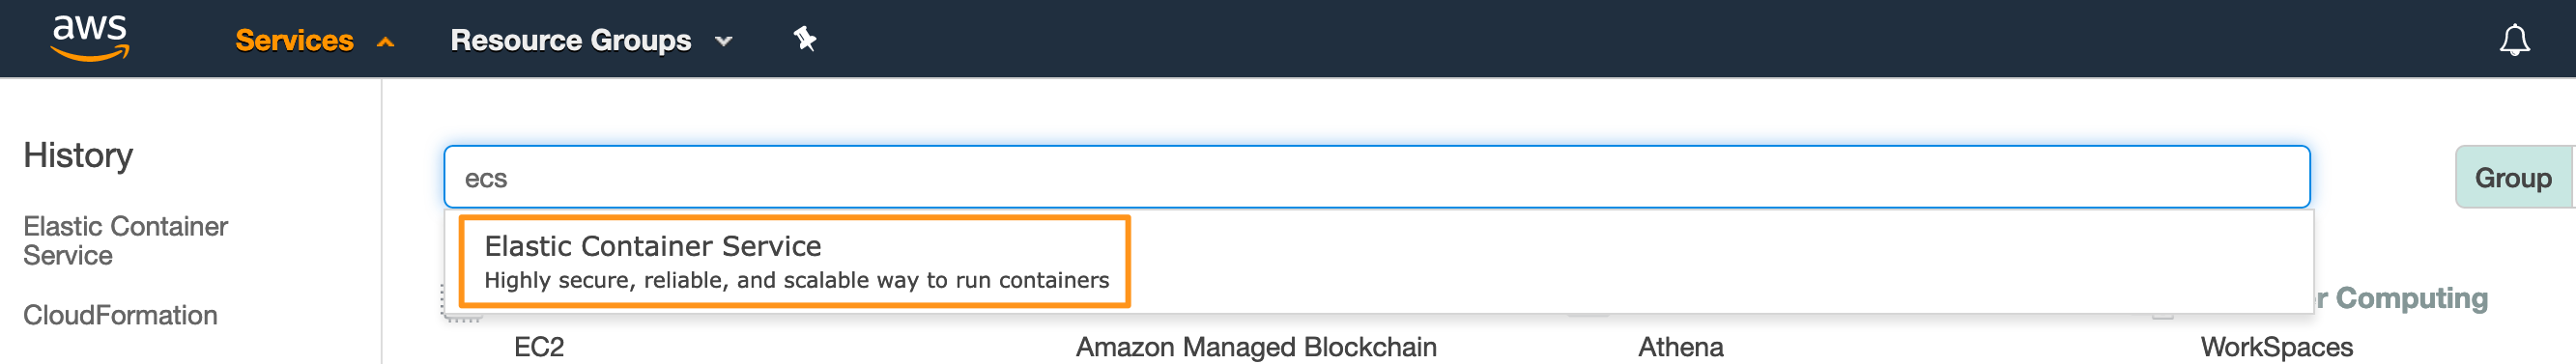 aws
Services
Resource Groups
History
ecs
Group
Elastic Container
Service
Elastic Container Service
Highly secure, reliable, and scalable way to run containers
CloudFormation
r Computing
EC2
Amazon Managed Blockchain
Athena
WorkSpaces